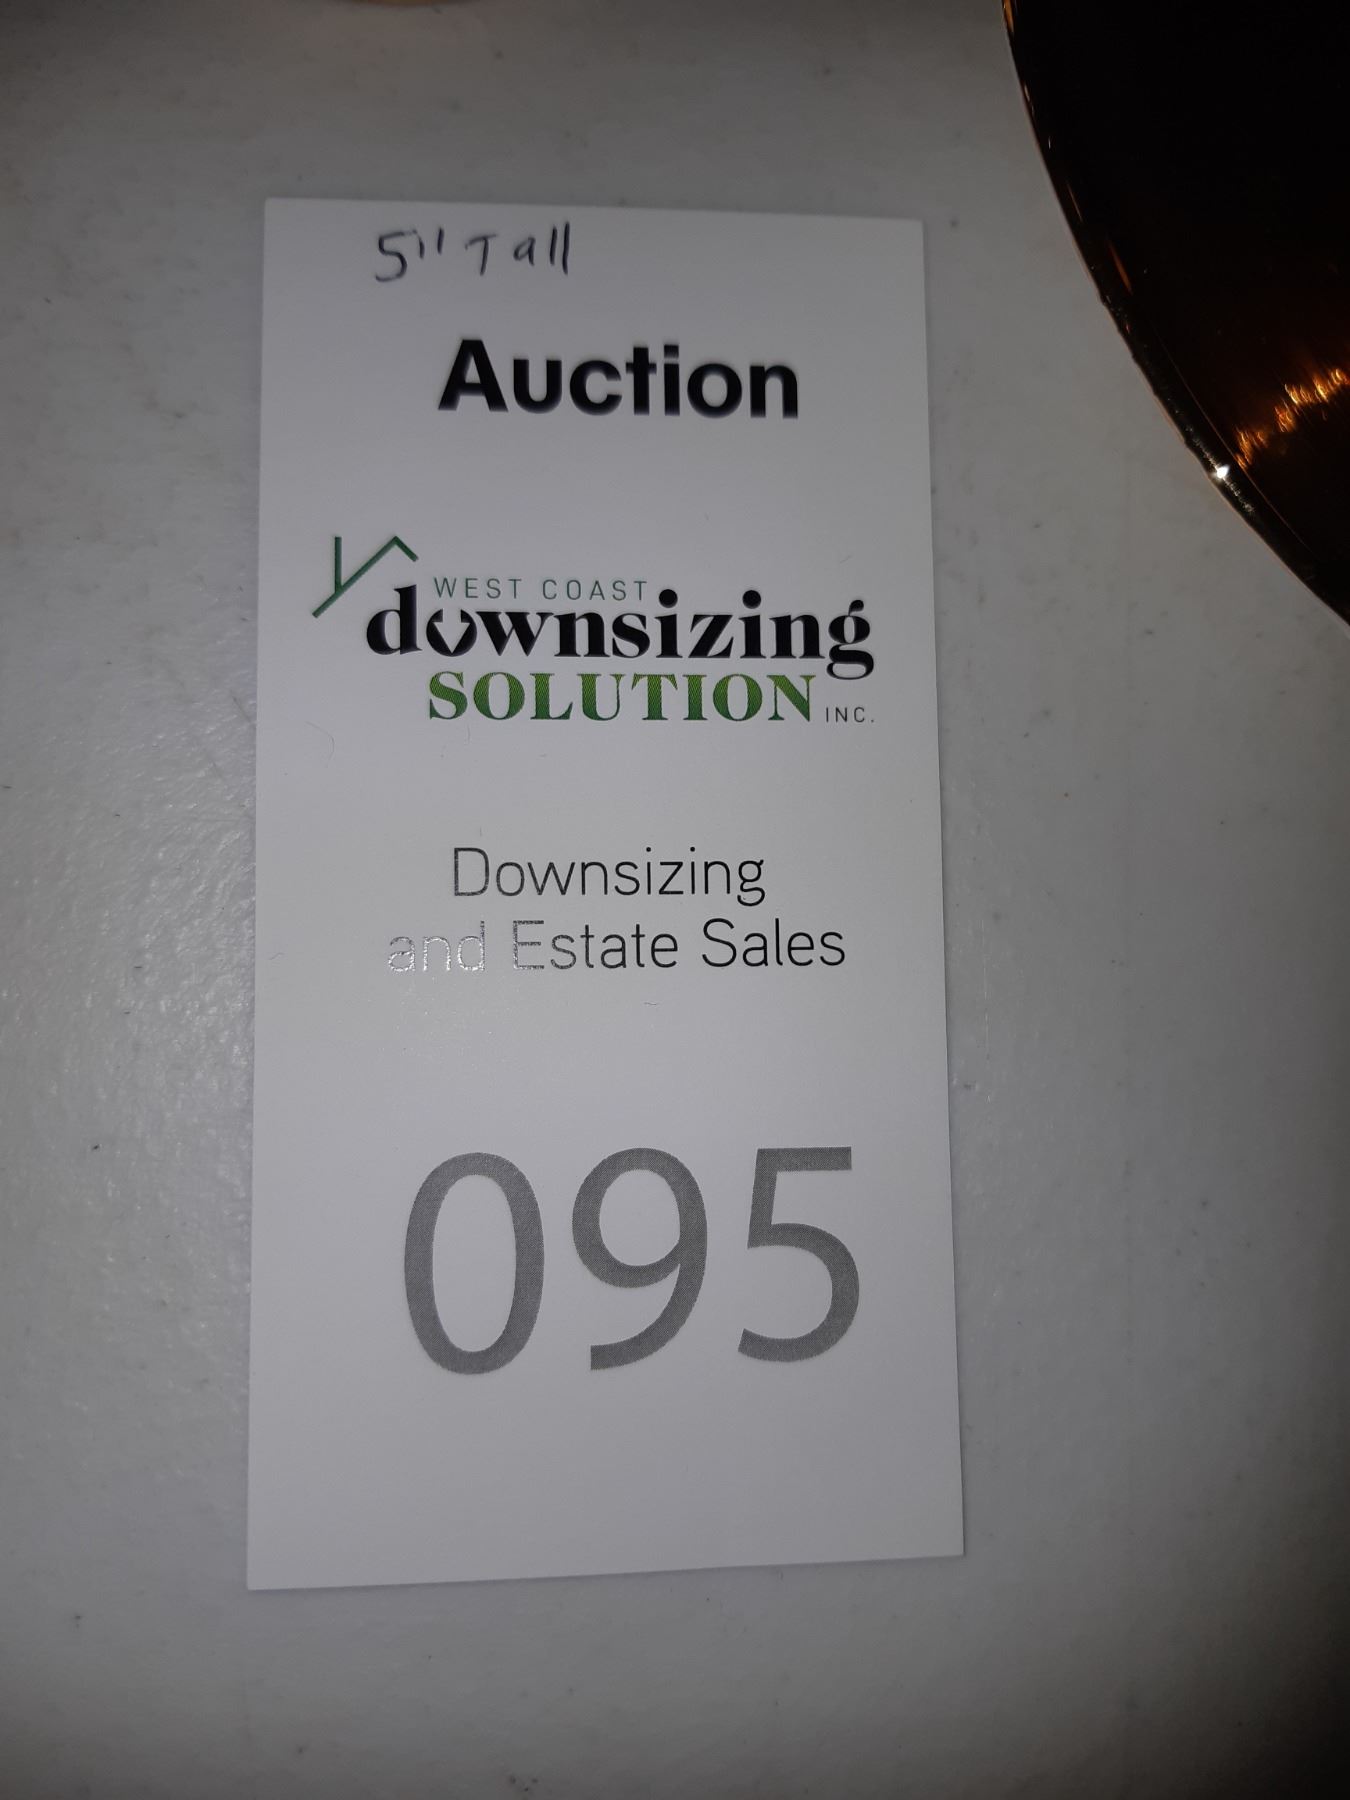 5" Tall
Auction
WEST COAST
downsizing
SOLUTION INC.
Downsizing
and Estate Sales
095